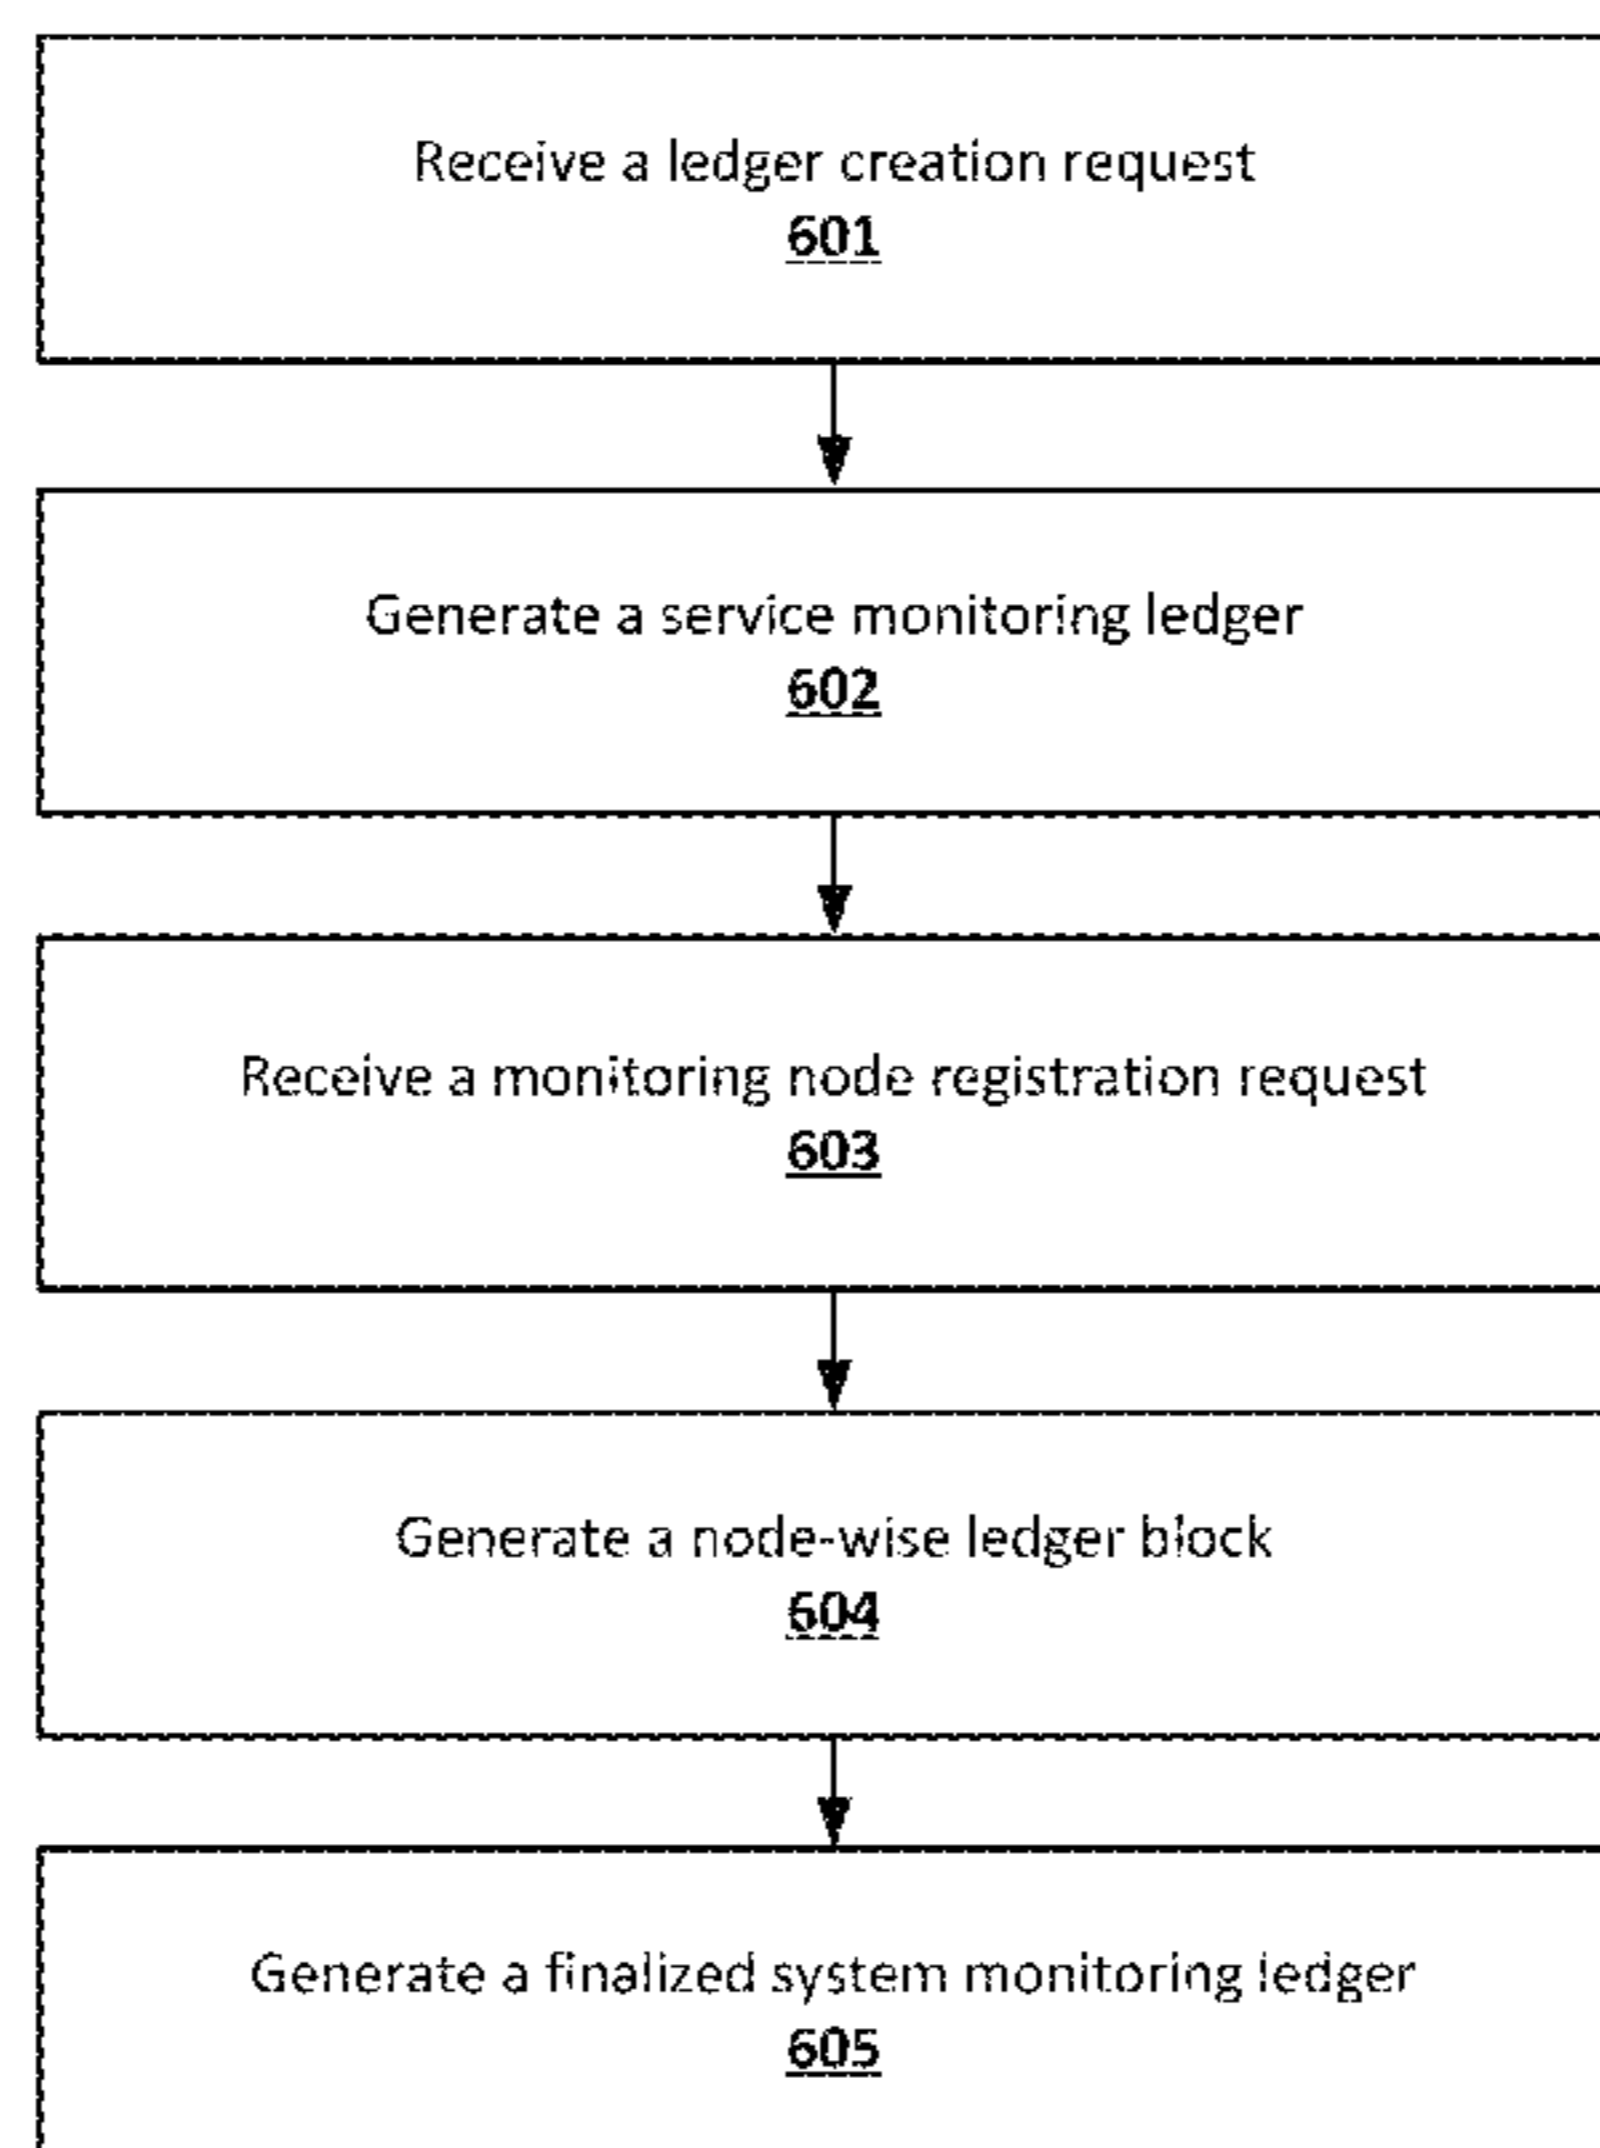 Receive a ledger creation request
601
Generate a service monitoring ledger
602
Receive a monitoring node registration request
603
Generate a node-wise ledger block
604
Generate a finalized system monitoring ledger
605